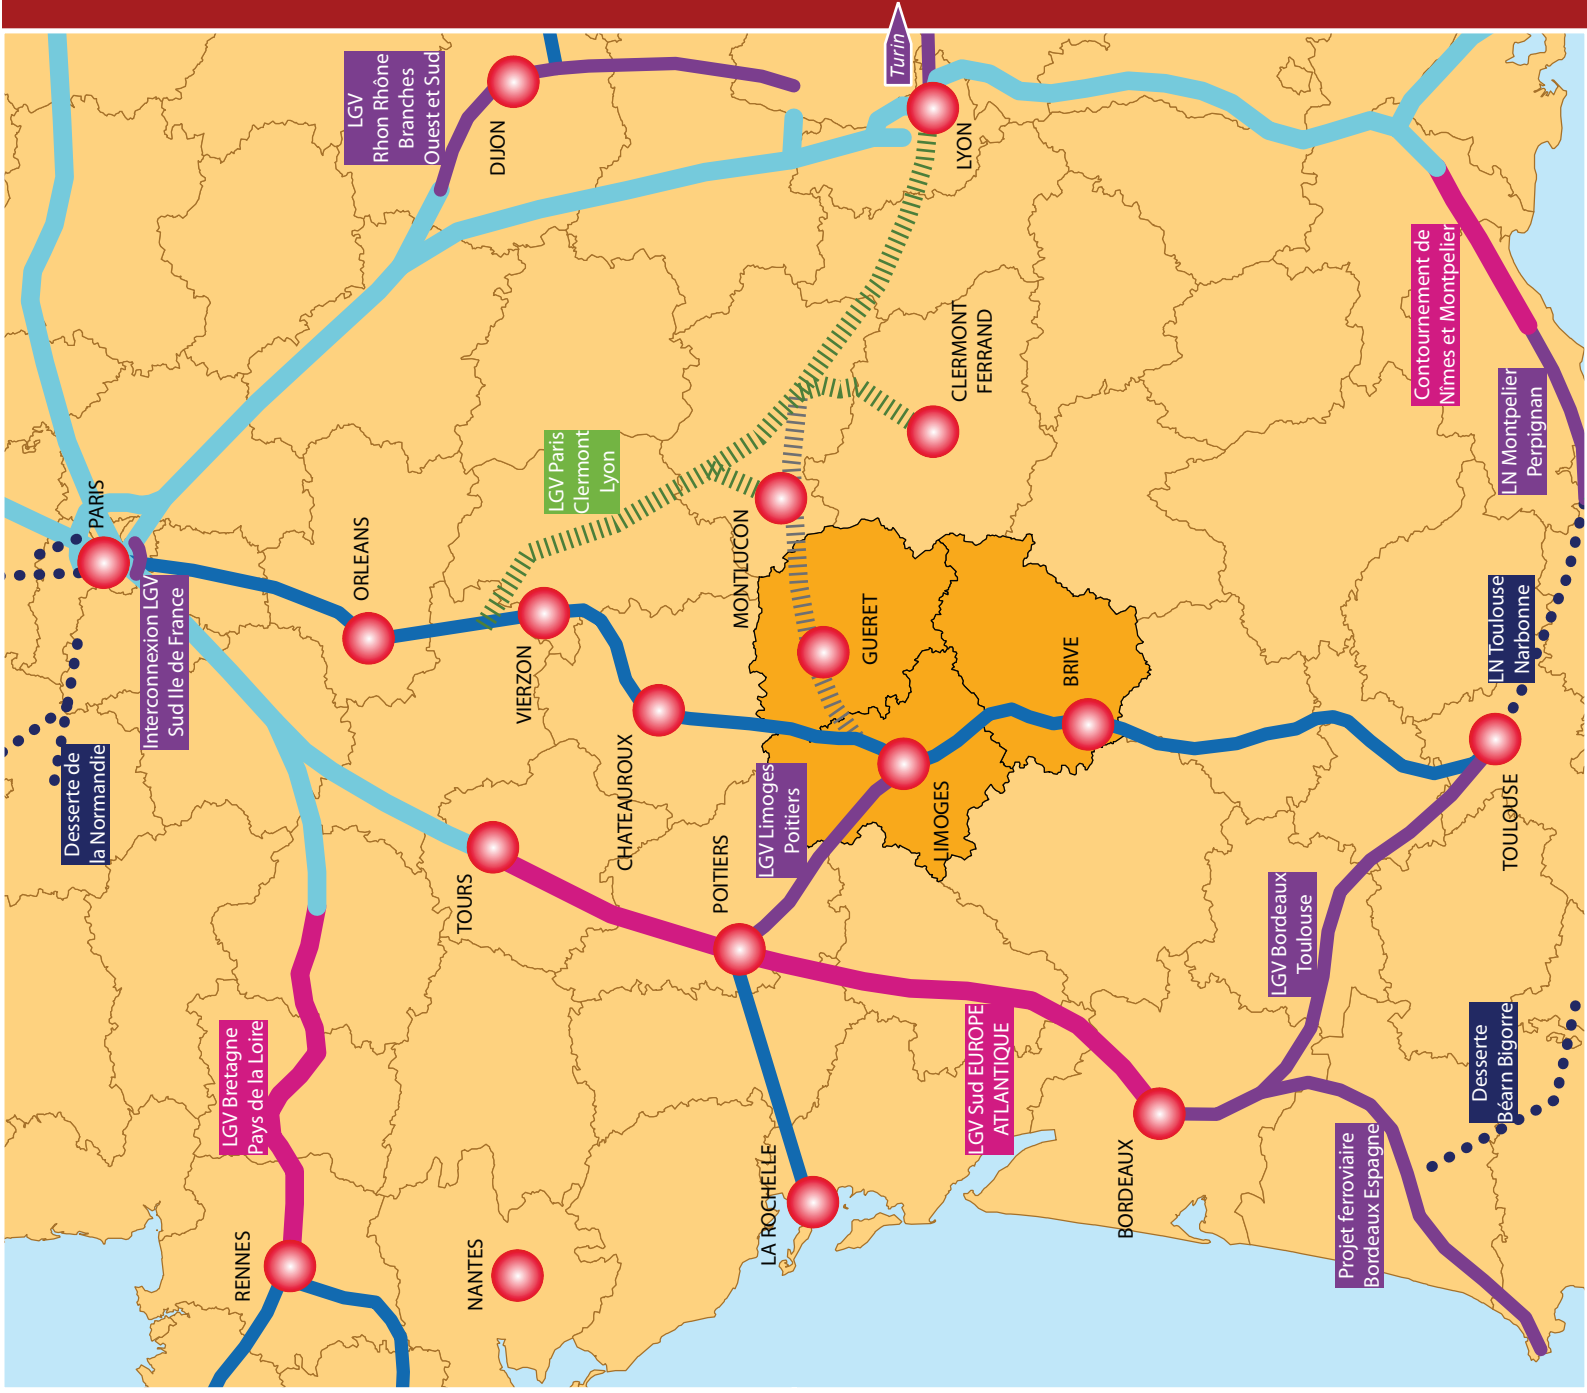 Turin
LGV
Rhon Rhône
Branches
Ouest et Sud
DIJON
LYON
Contournement de
Nîmes et Montpelier
CLERMONT
FERRAND
LN Montpelier
Perpignan
LGV Paris
Clermont
Lyon
PARIS
ORLEANS
MONTLUCON
Interconnexion LGV
Sud Ile de France
VIERZON
GUERET
BRIVE
LN Toulouse
Narbonne
Desserte de
la Normandie
CHATEAUROUX
LGV Limoges
Poitiers
LIMOGES
TOULOUSE
TOURS
POITIERS
LGV Bordeaux
Toulouse
LGV Bretagne
Pays de la Loire
LGV Sud EUROPE
ATLANTIQUE
Desserte
Béarn Bigorre
BORDEAUX
Projet ferroviaire
Bordeaux Espagne
RENNES
NANTES
LA ROCHELLE